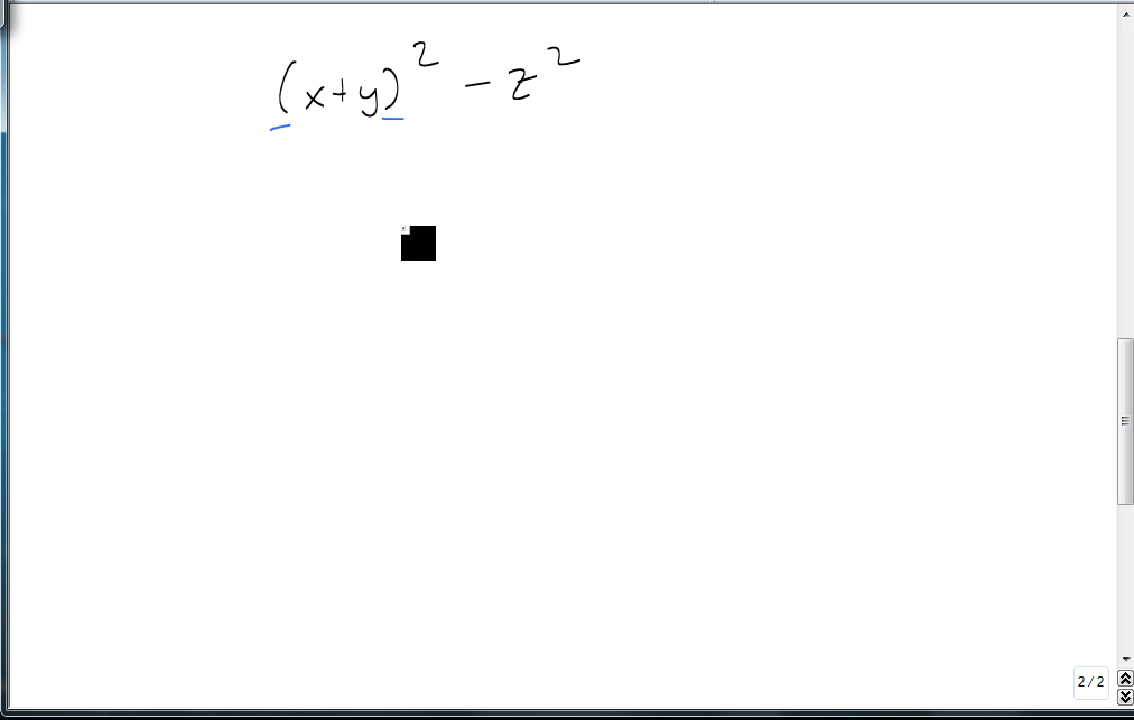 (x+y)² - z²
2/2